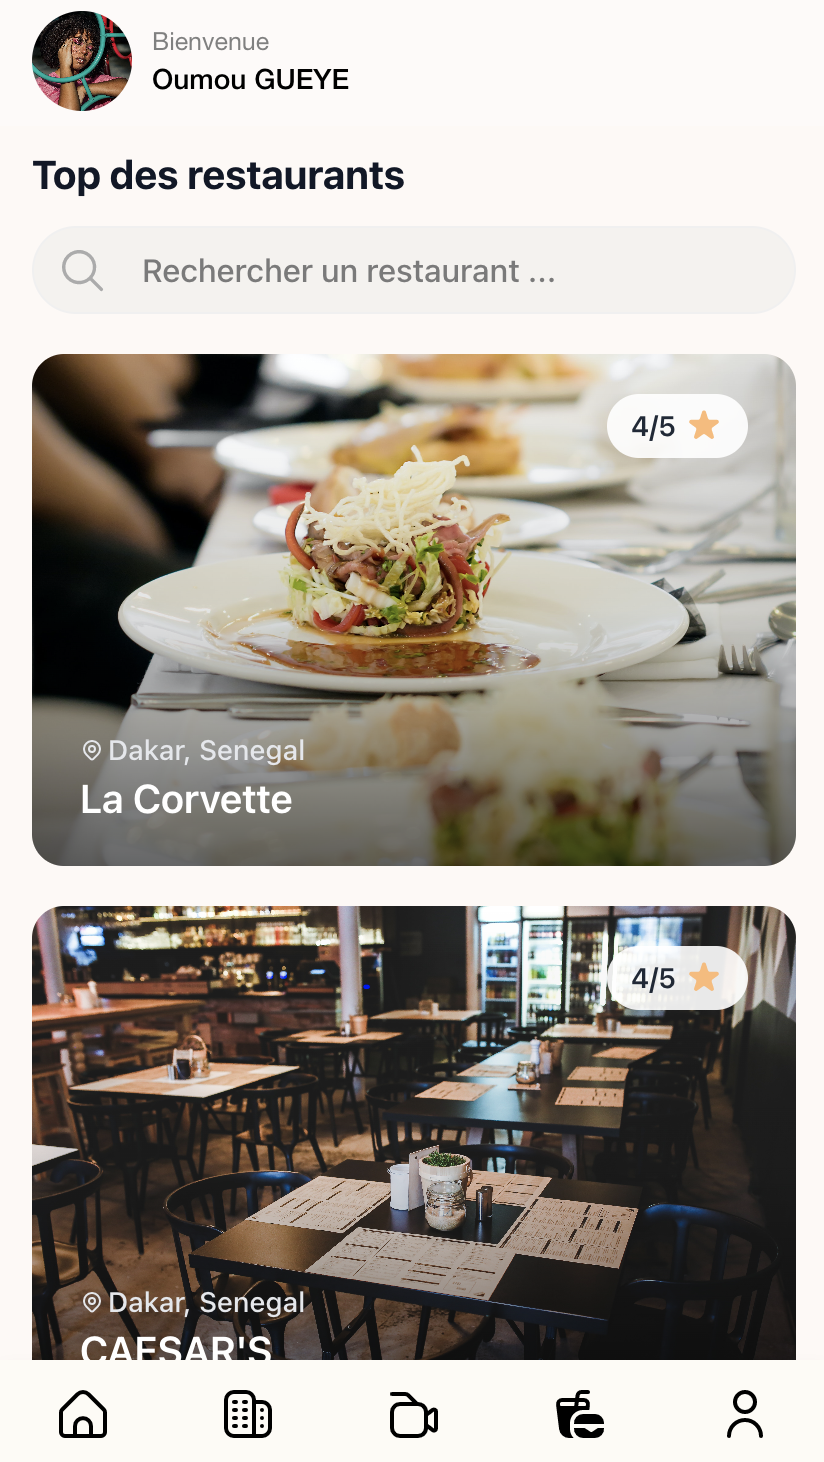 Bienvenue
Oumou GUEYE
Top des restaurants
Rechercher un restaurant ...
4/5
Dakar, Senegal
La Corvette
4/5
Dakar, Senegal
CAESAR'S